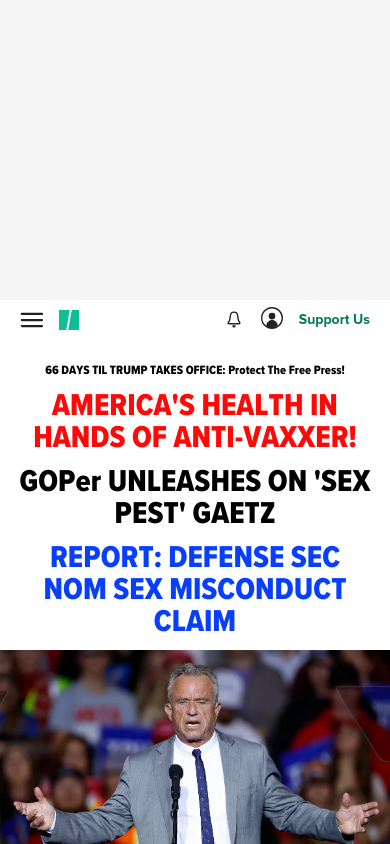 Support Us
66 DAYS TIL TRUMP TAKES OFFICE: Protect The Free Press!
AMERICA'S HEALTH IN
HANDS OF ANTI-VAXXER!
GOPer UNLEASHES ON 'SEX
PEST' GAETZ
REPORT: DEFENSE SEC
NOM SEX MISCONDUCT
CLAIM